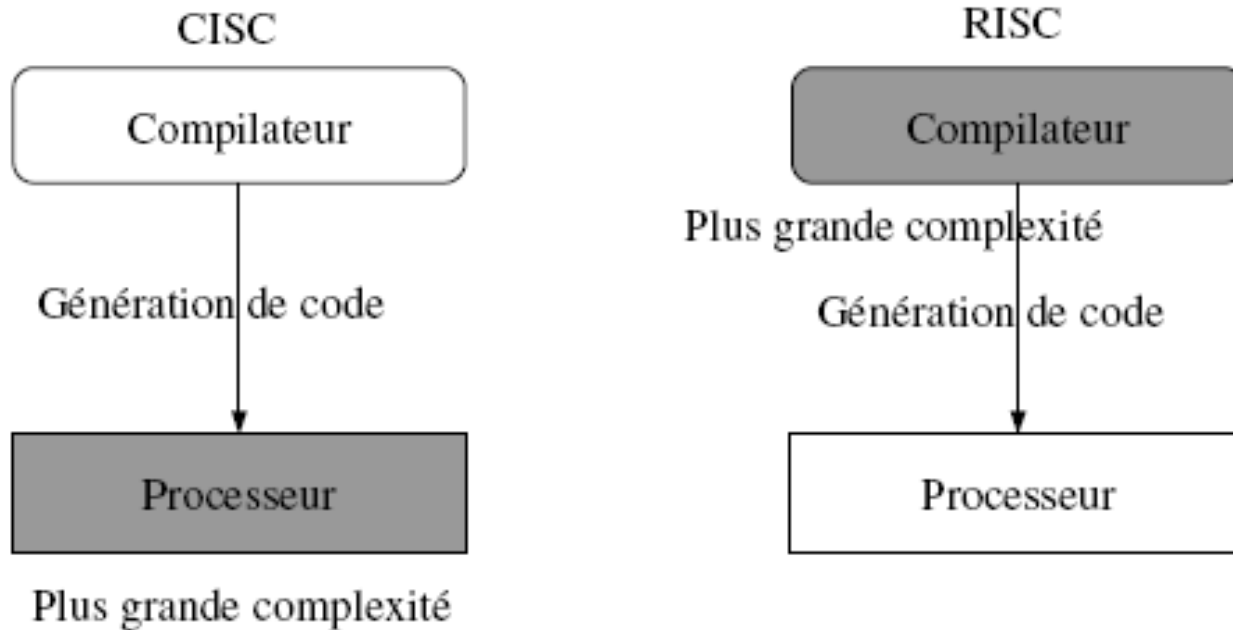 CISC
Compilateur
Génération de code
Processeur
Plus grande complexité
RISC
Compilateur
Plus grande complexité
Génération de code
Processeur